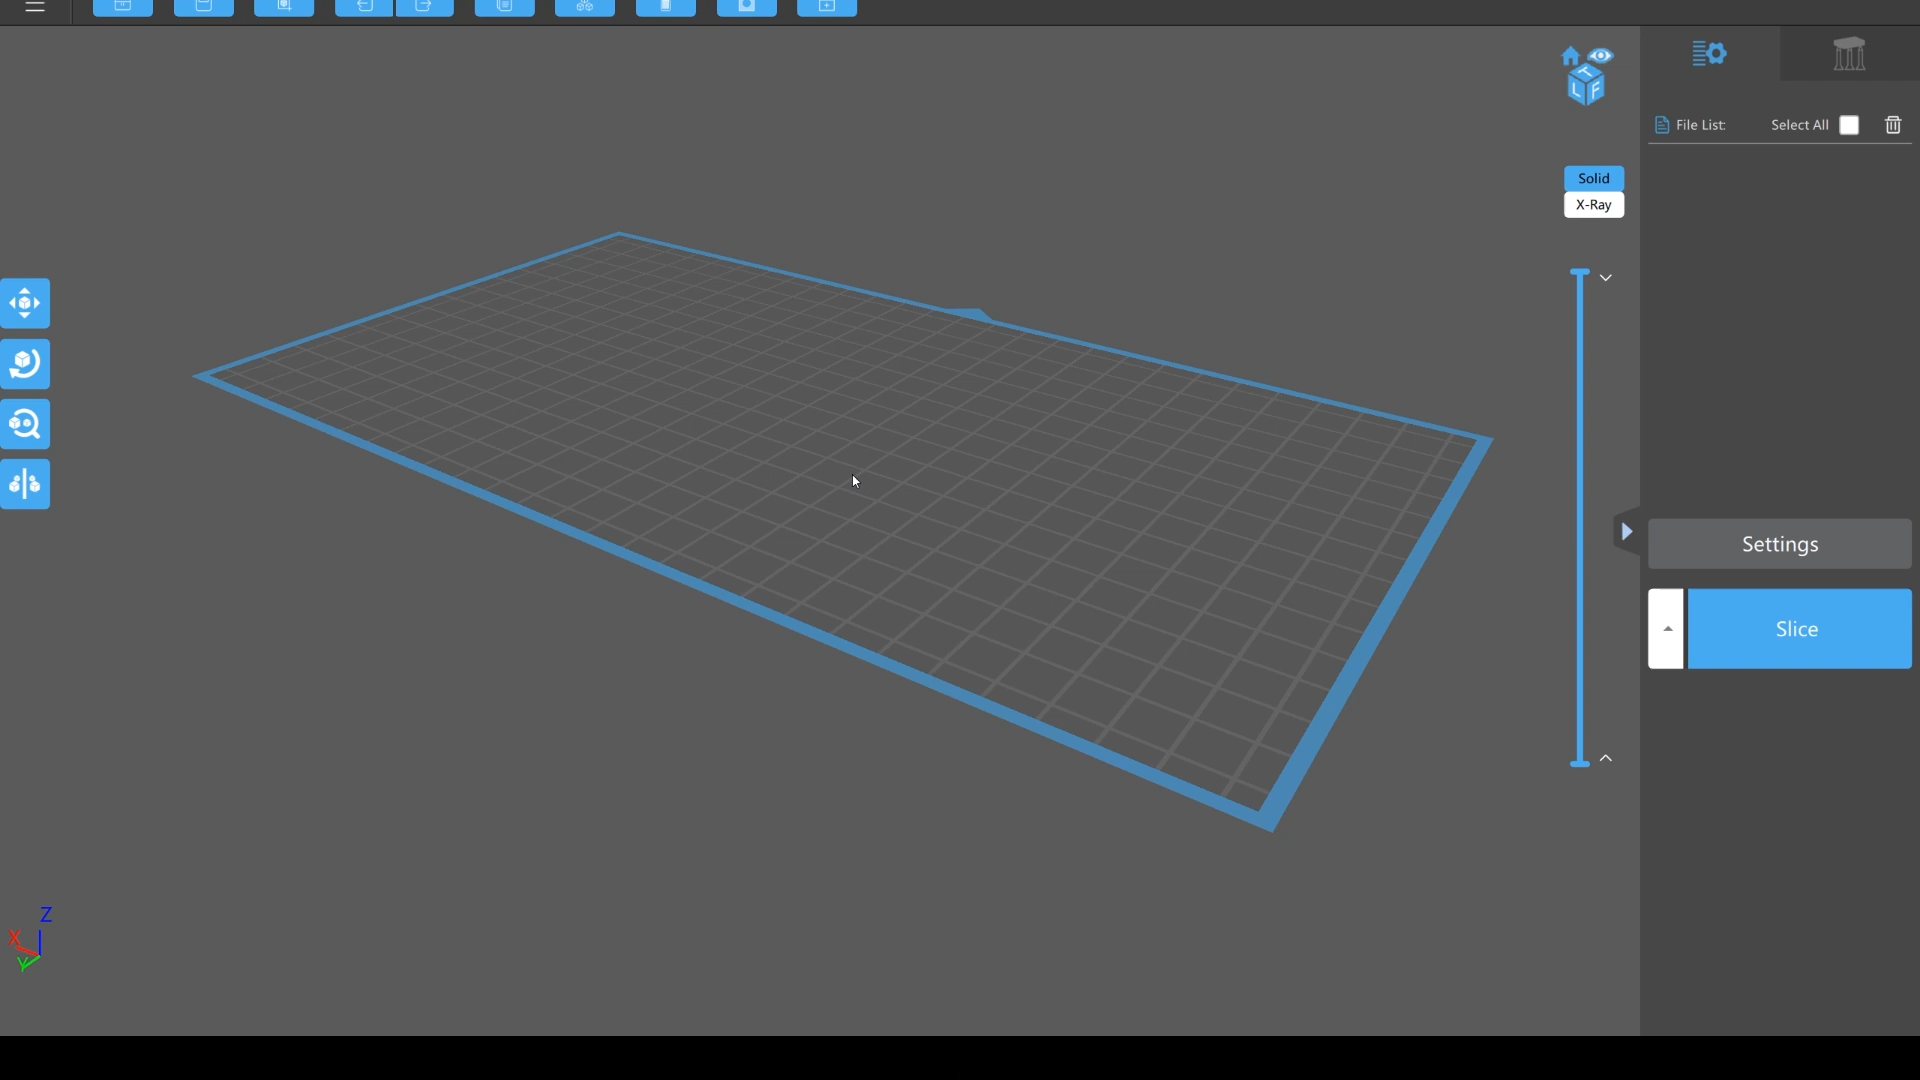 T
L F
File List:
Select All
Solid
X-Ray
Settings
Slice
Z
X
Y